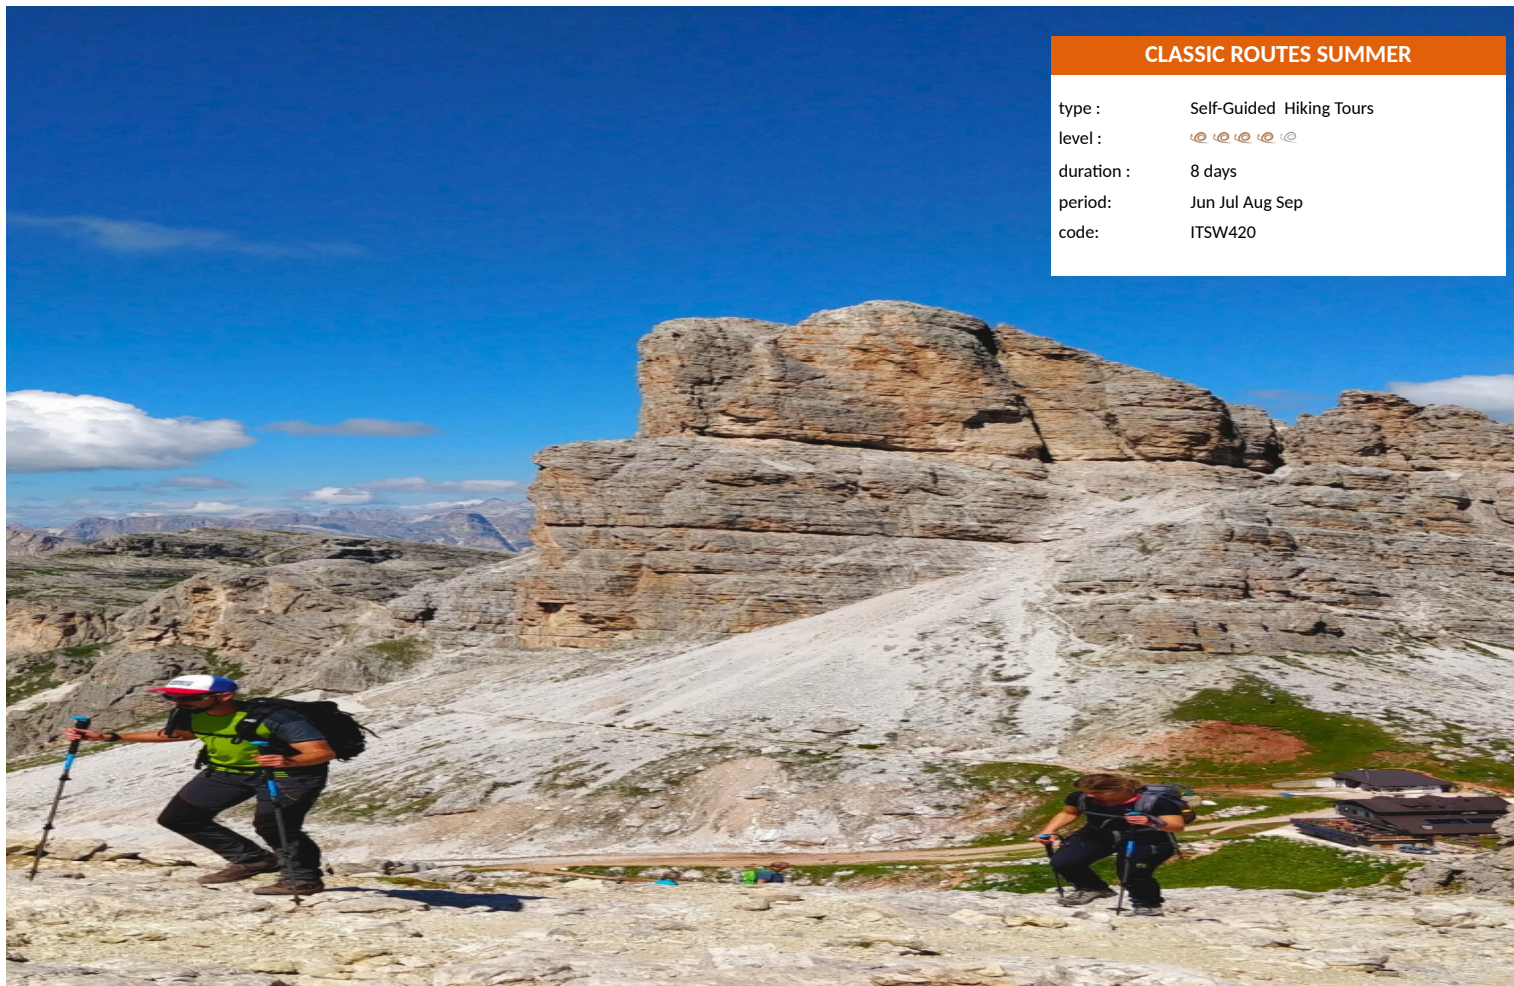 CLASSIC ROUTES SUMMER
type : Self-Guided Hiking Tours
level :
duration : 8 days
period: Jun Jul Aug Sep
code: ITSW420